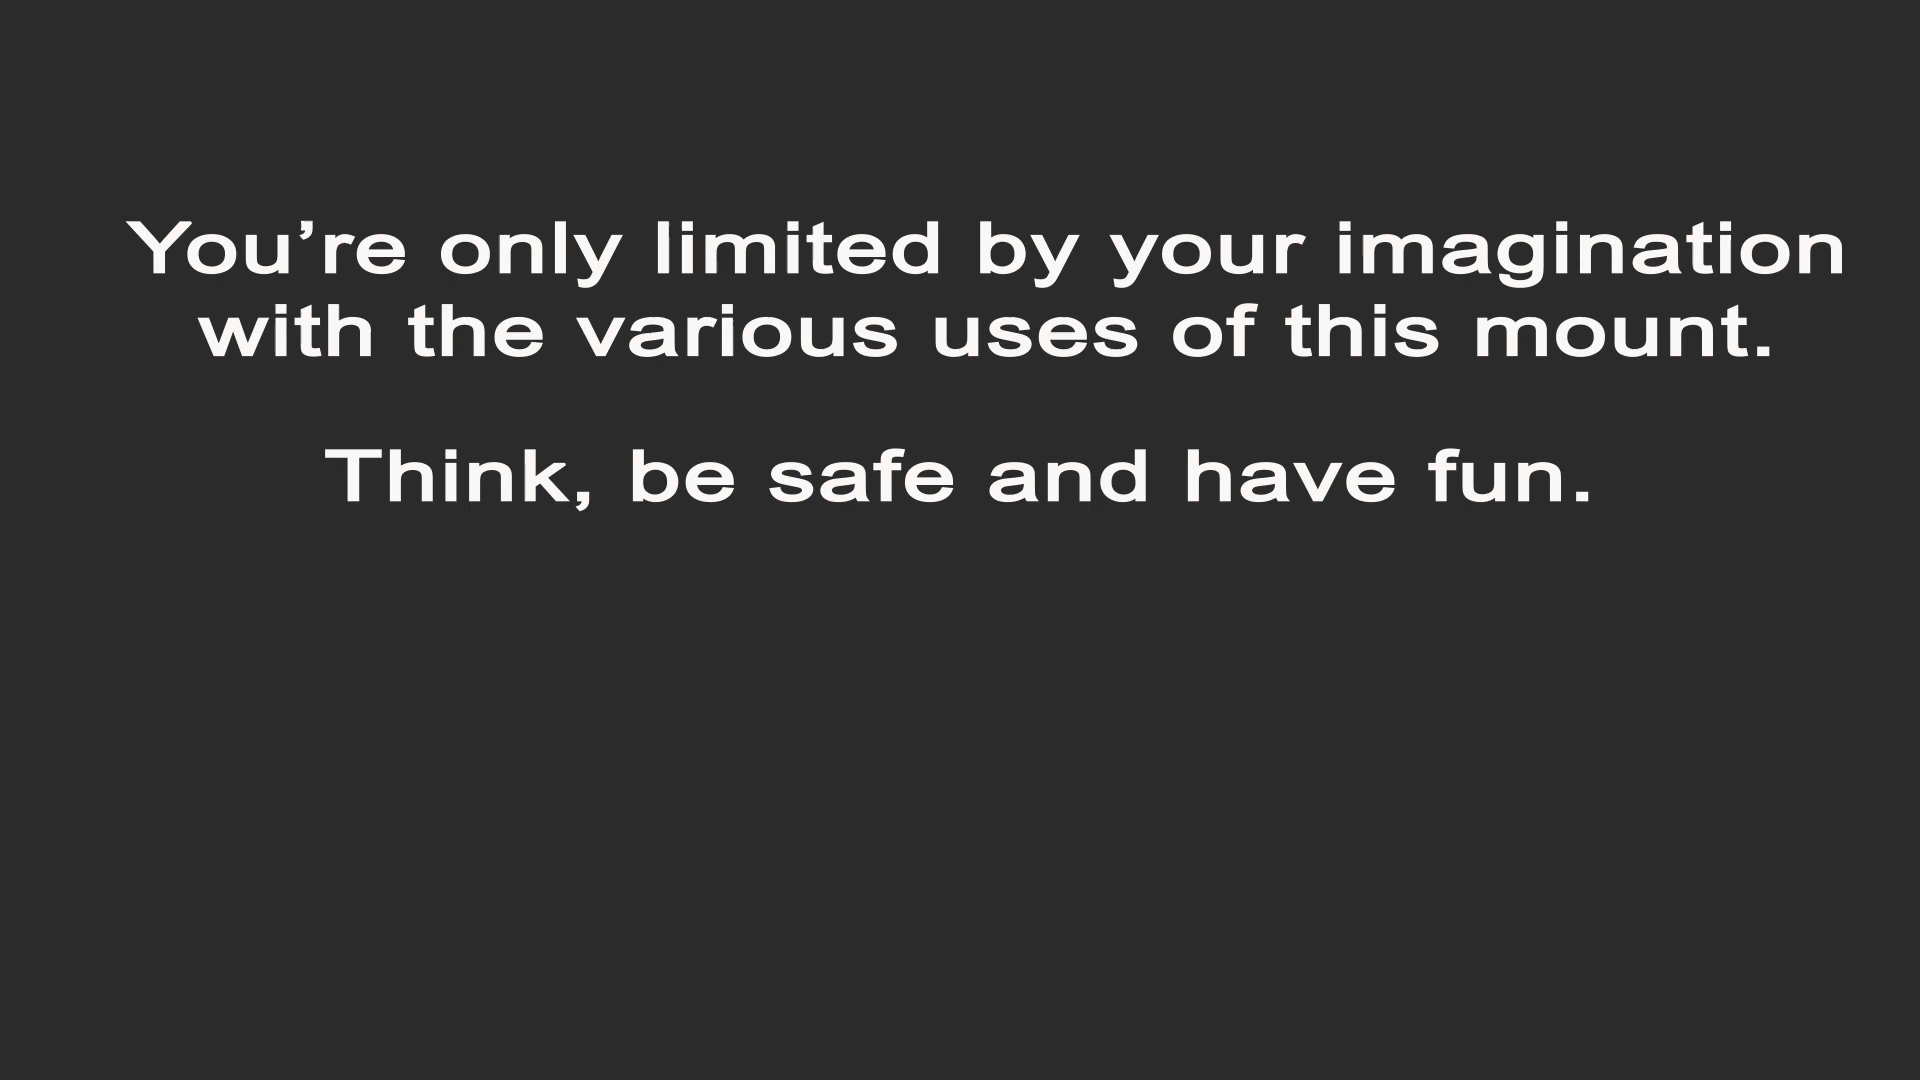 You’re only limited by your imagination
with the various uses of this mount.
Think, be safe and have fun.